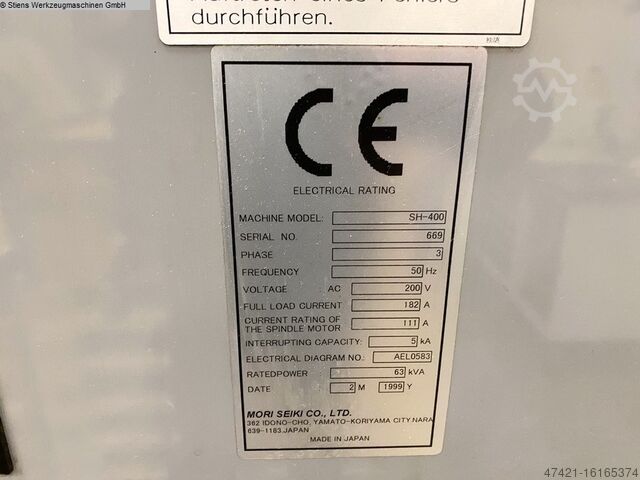 ® Stiens Werkzeugmaschinen GmbH
durchführen.
CE
ELECTRICAL RATING
MACHINE MODEL: SH-400
SERIAL NO. 669
PHASE 3
FREQUENCY 50 Hz
VOLTAGE AC 200 V
FULL LOAD CURRENT 182 A
CURRENT RATING OF
THE SPINDLE MOTOR 111 A
INTERRUPTING CAPACITY: 5 kA
ELECTRICAL DIAGRAM NO.: AEL0583
RATEDPOWER 63 kVA
DATE 2 M 1999 Y
MORI SEIKI CO., LTD.
362 IDONO-CHO, YAMATO-KORIYAMA CITY.NARA
639-1183.JAPAN
MADE IN JAPAN
47421-16165374